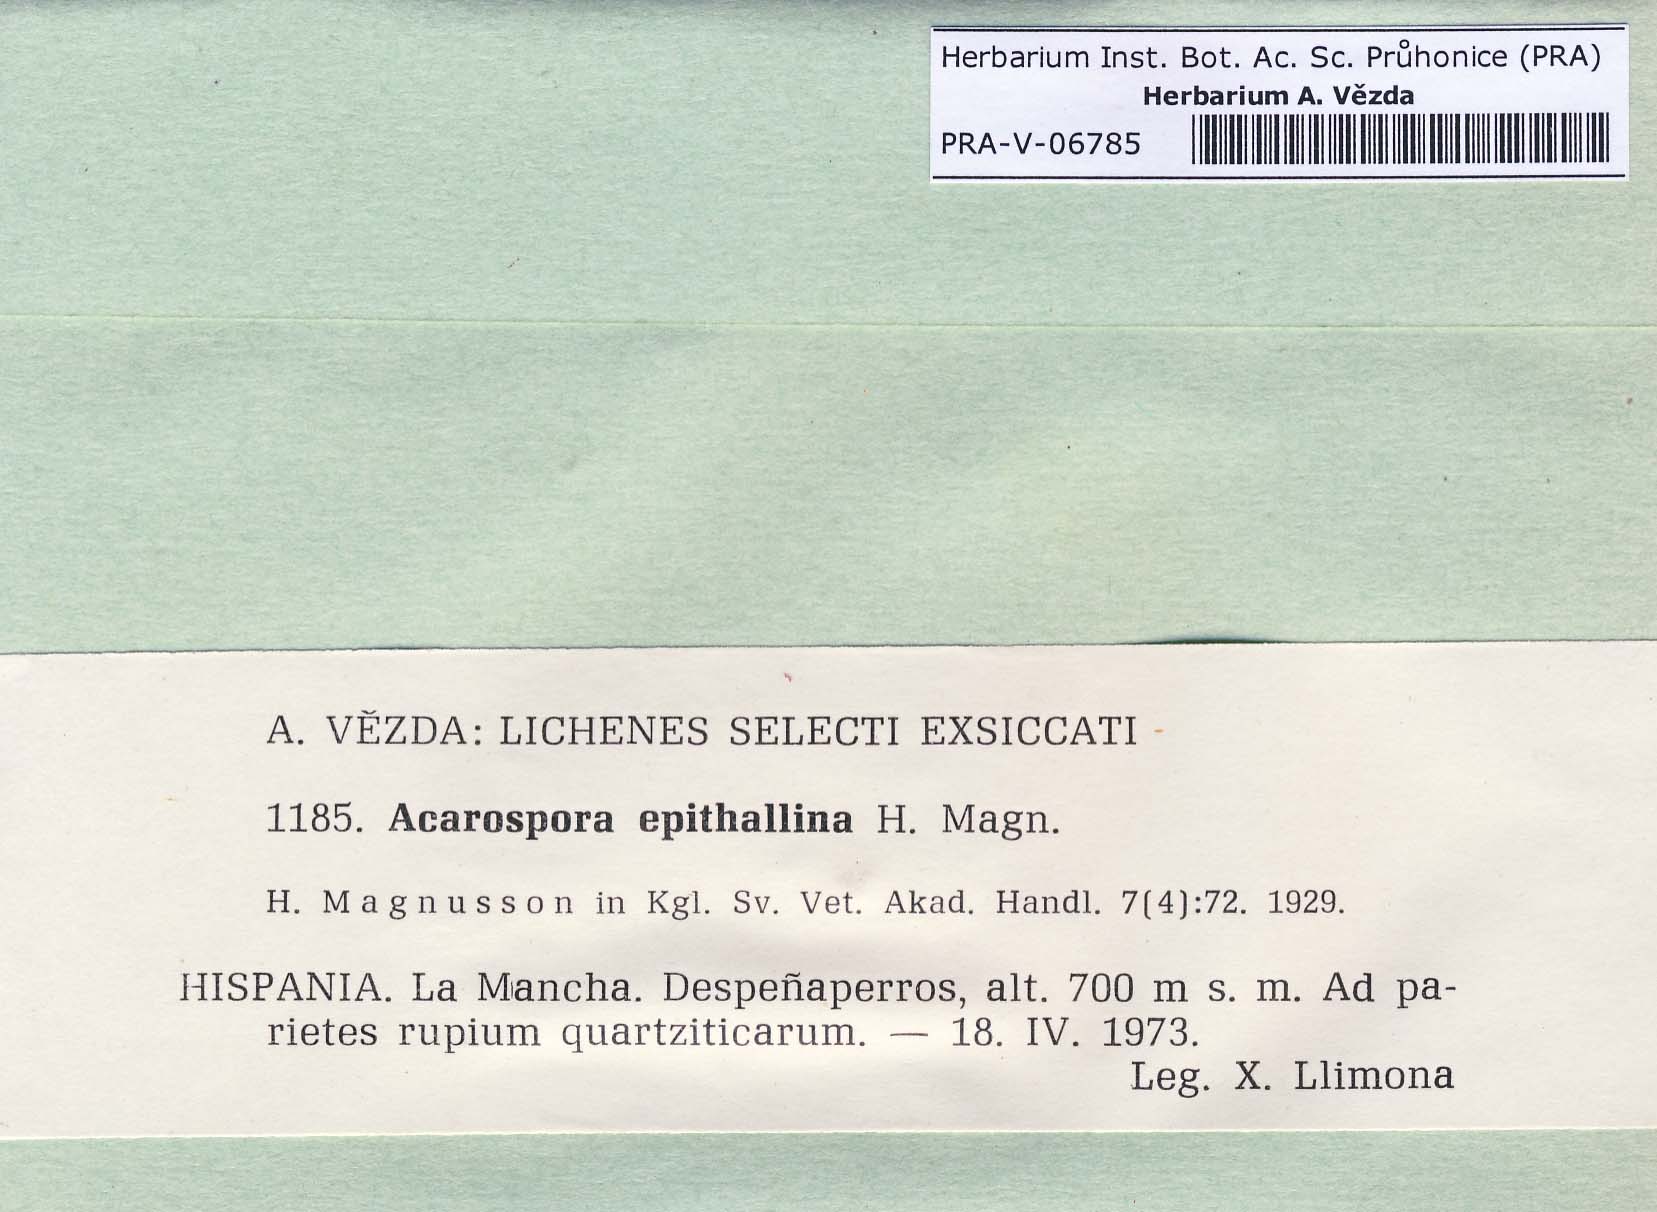 Herbarium Inst. Bot. Ac. Sc. Průhonice (PRA)
Herbarium A. Vězda
PRA-V-06785
A. VĚZDA: LICHENES SELECTI EXSICCATI
1185. Acarospora epithallina H. Magn.
H. Magnusson in Kgl. Sv. Vet. Akad. Handl. 7(4):72. 1929.
HISPANIA. La Mancha. Despeñaperros, alt. 700 m s. m. Ad pa-
rietes rupium quartziticarum. — 18. IV. 1973.
Leg. X. Llimona